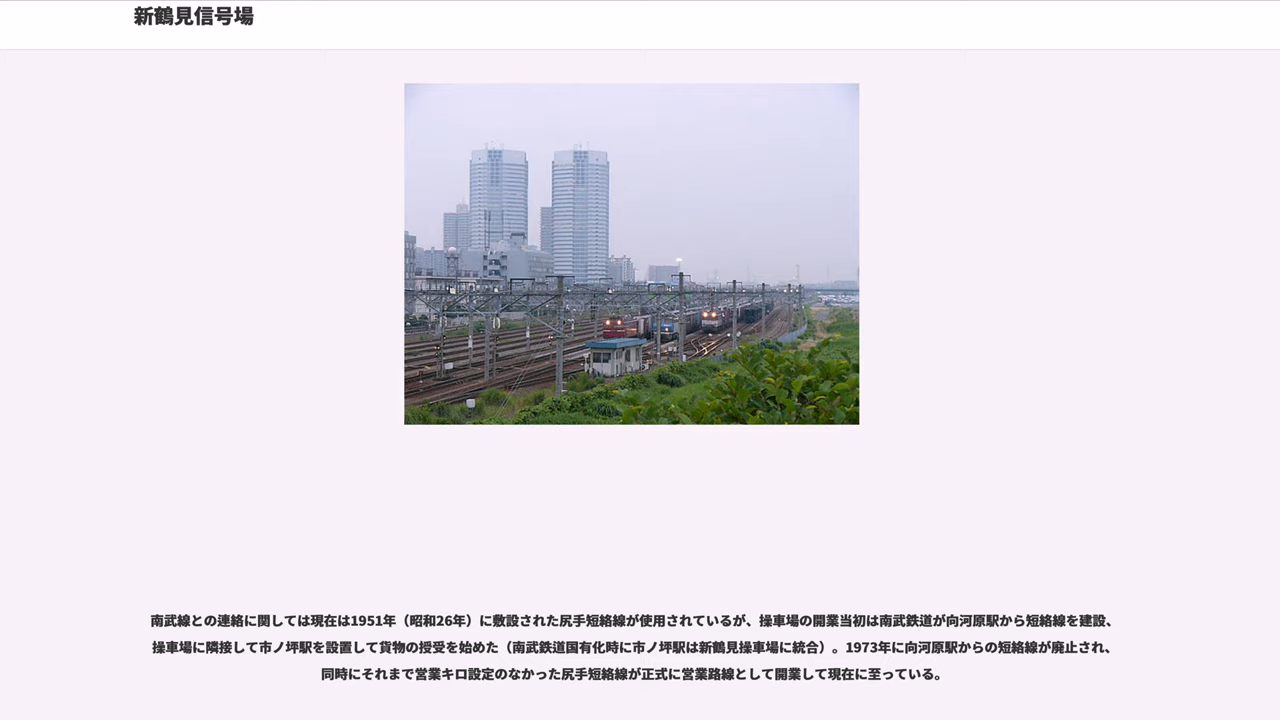 新鶴見信号場
南武線との連絡に関しては現在は1951年（昭和26年）に敷設された尻手短絡線が使用されているが、操車場の開業当初は南武鉄道が向河原駅から短絡線を建設、
操車場に隣接して市ノ坪駅を設置して貨物の授受を始めた（南武鉄道国有化時に市ノ坪駅は新鶴見操車場に統合）。1973年に向河原駅からの短絡線が廃止され、
同時にそれまで営業キロ設定のなかった尻手短絡線が正式に営業路線として開業して現在に至っている。